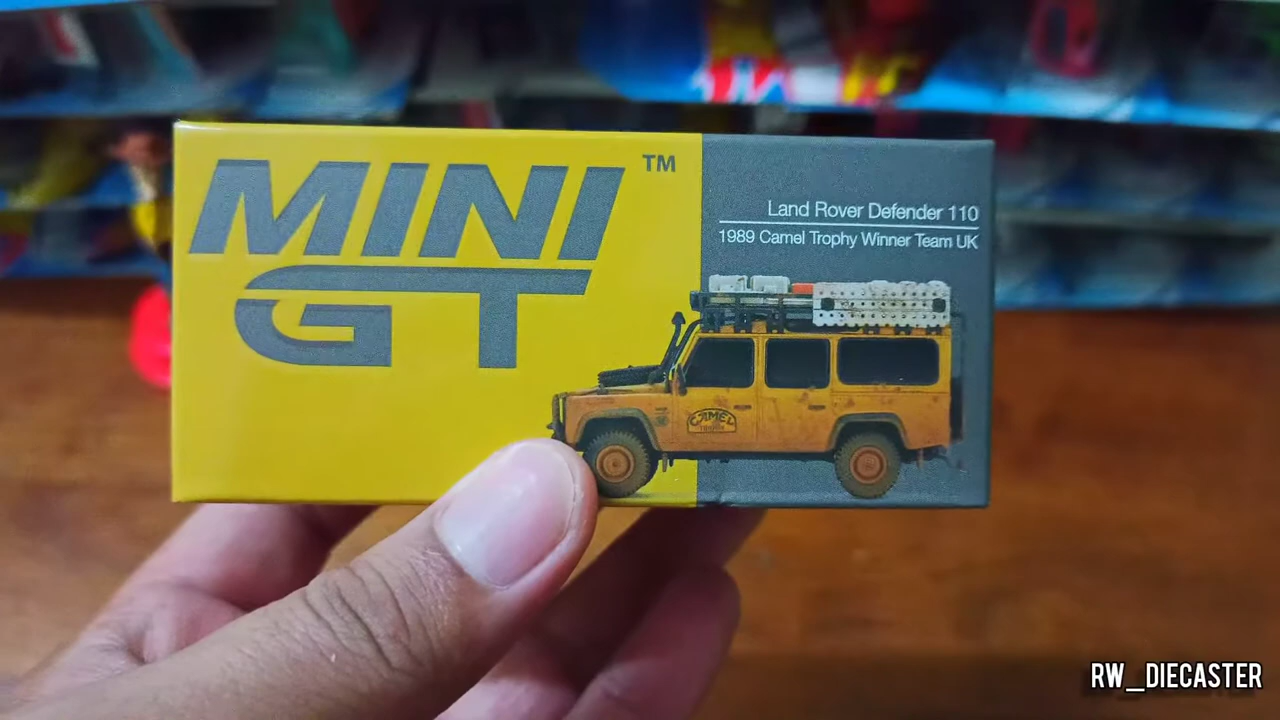 MINI
GT
TM
Land Rover Defender 110
1989 Camel Trophy Winner Team UK
CAMEL
RW_DIECASTER